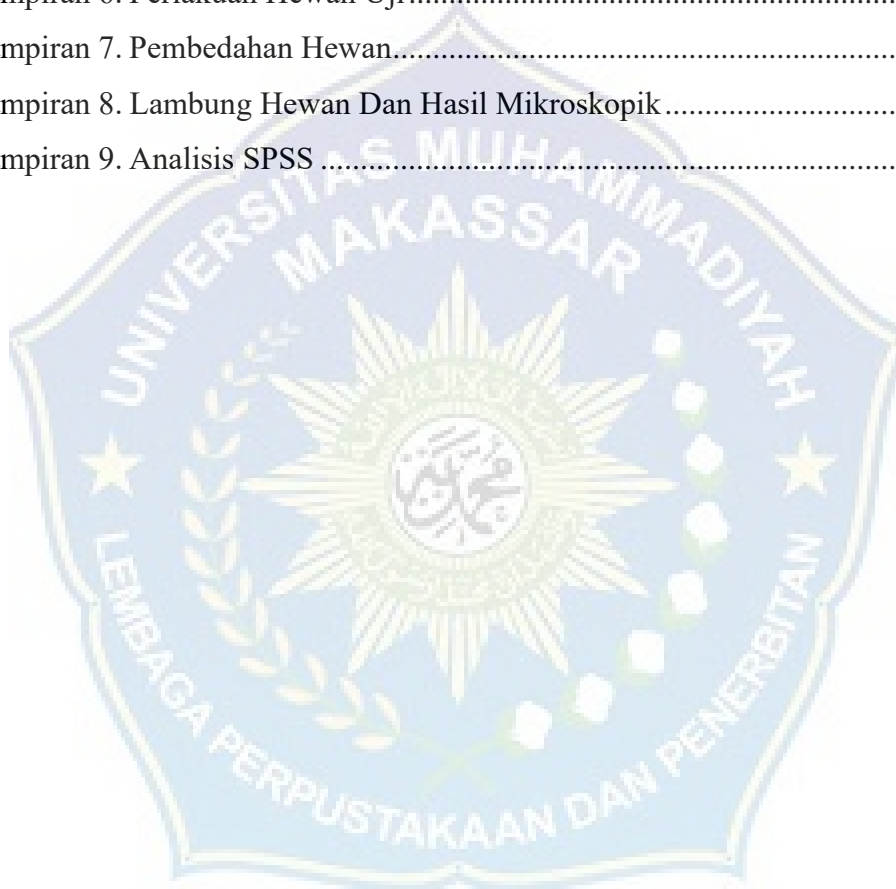 mpiran 6. Perlakuan Hewan Uji........................................................
mpiran 7. Pembedahan Hewan........................................................
mpiran 8. Lambung Hewan Dan Hasil Mikroskopik..........................
mpiran 9. Analisis SPSS ................................................................
UNIVERSITAS MUHAMMADIYAH
MAKASSAR
LEMBAGA PERPUSTAKAAN DAN PENERBITAN